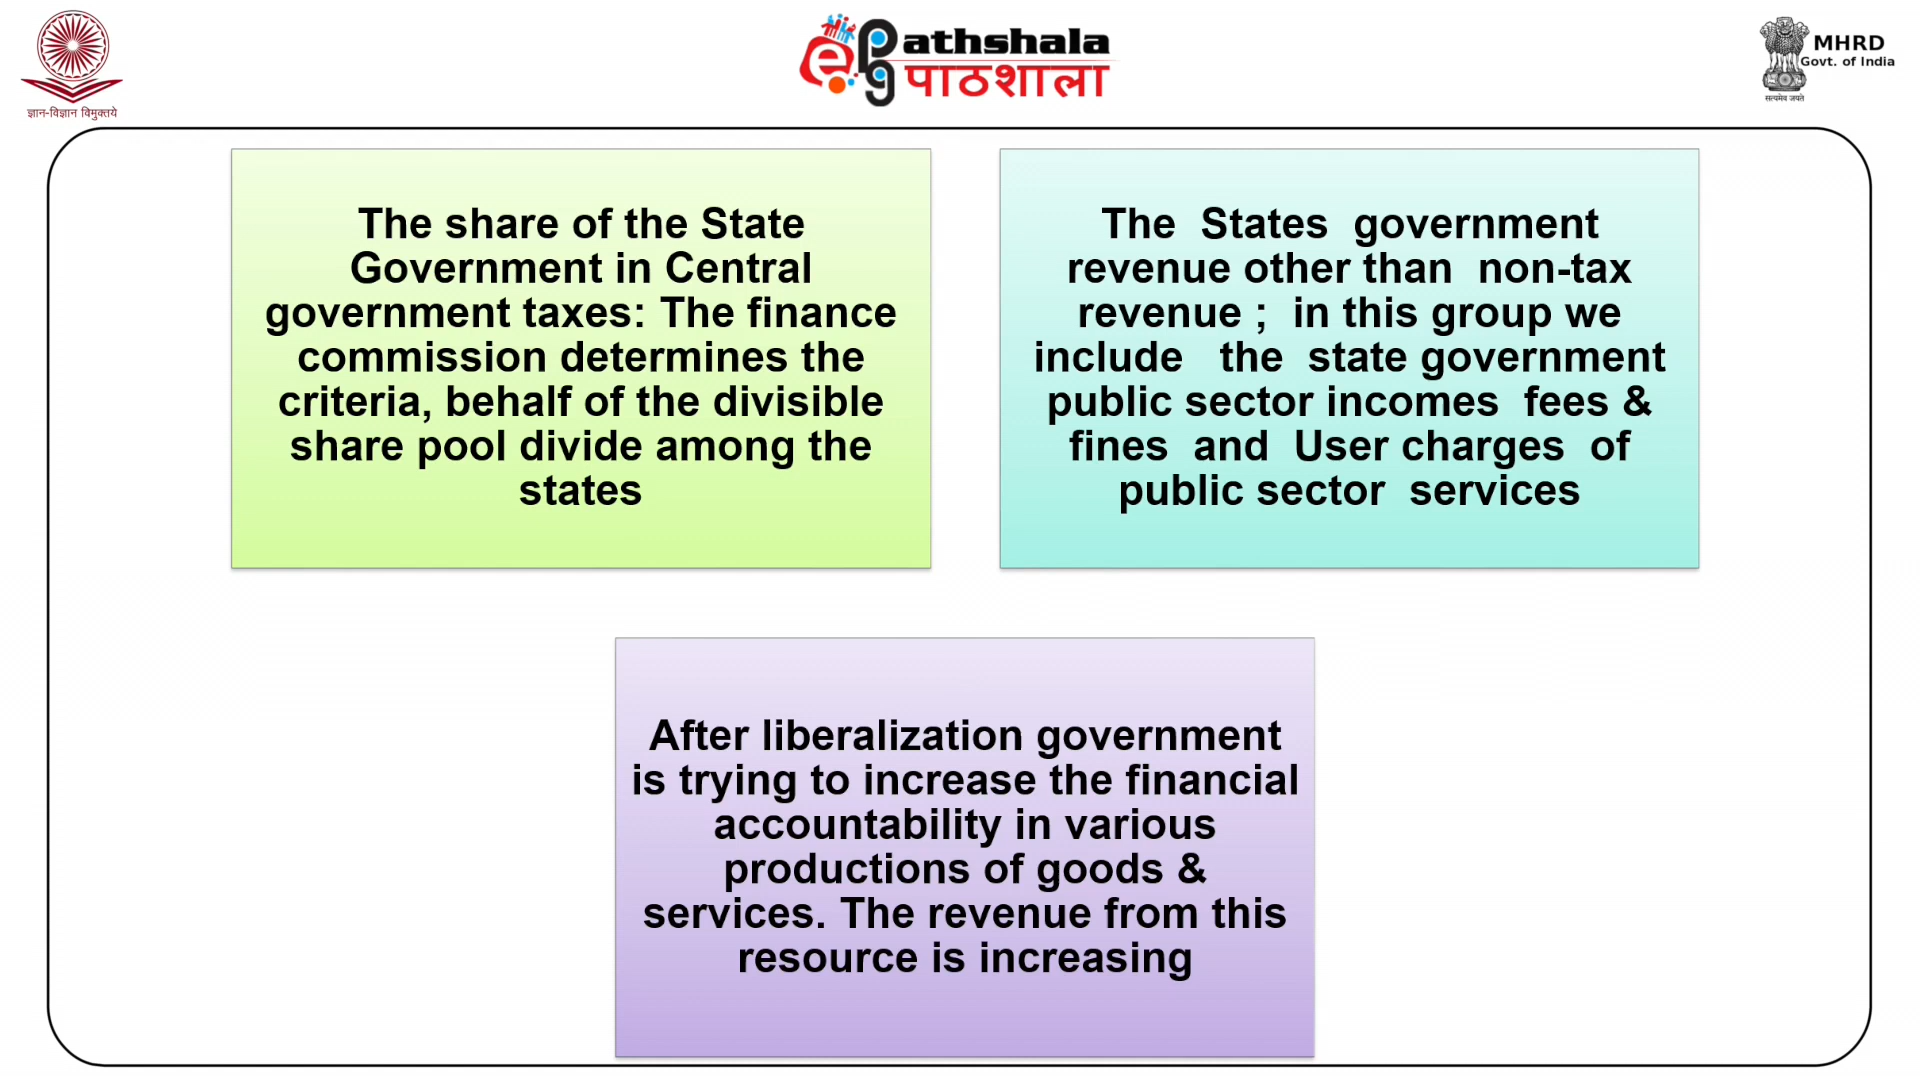 ज्ञान-विज्ञान विमुक्तये
e
PG
athshala
पाठशाला
MHRD
Govt. of India
सत्यमेव जयते
The share of the State
Government in Central
government taxes: The finance
commission determines the
criteria, behalf of the divisible
share pool divide among the
states
The States government
revenue other than non-tax
revenue ; in this group we
include the state government
public sector incomes fees &
fines and User charges of
public sector services
After liberalization government
is trying to increase the financial
accountability in various
productions of goods &
services. The revenue from this
resource is increasing